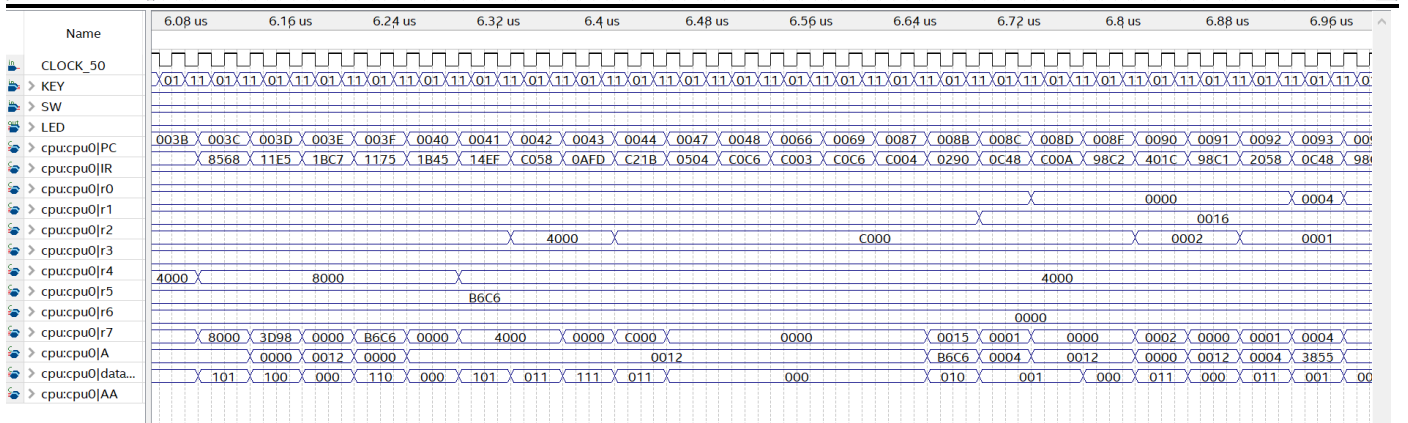 6.08 us 6.16 us 6.24 us 6.32 us 6.4 us 6.48 us 6.56 us 6.64 us 6.72 us 6.8 us 6.88 us 6.96 us
Name
CLOCK_50
KEY 01 11 01 11 01 11 01 11 01 11 01 11 01 11 01 11 01 11 01 11 01 11 01 11 01 11 01 11 01 11 01 11 01 11 01 11 01 11 01 11 01 11 01 11 01 11 0
SW
LED
cpu:cpu0|PC 003B 003C 003D 003E 003F 0040 0041 0042 0043 0044 0047 0048 0066 0069 0087 008B 008C 008D 008F 0090 0091 0092 0093 009
cpu:cpu0|IR 8568 11E5 1BC7 1175 1B45 14EF C058 0AFD C21B 0504 C0C6 C003 C0C6 C004 0290 0C48 C00A 98C2 401C 98C1 2058 0C48 98
cpu:cpu0|r0
cpu:cpu0|r1 0000 0004
cpu:cpu0|r2 0016
cpu:cpu0|r3 4000 C000 0002 0001
cpu:cpu0|r4
cpu:cpu0|r5 4000 8000 4000
cpu:cpu0|r6 B6C6
cpu:cpu0|r7 0000
cpu:cpu0|A 8000 3D98 0000 B6C6 0000 4000 0000 C000 0000 0015 0001 0000 0002 0000 0001 0004
cpu:cpu0|data... 0000 0012 0000 0012 B6C6 0004 0012 0000 0012 0004 3855
cpu:cpu0|AA 101 100 000 110 000 101 011 111 011 000 010 001 000 011 000 011 001 00